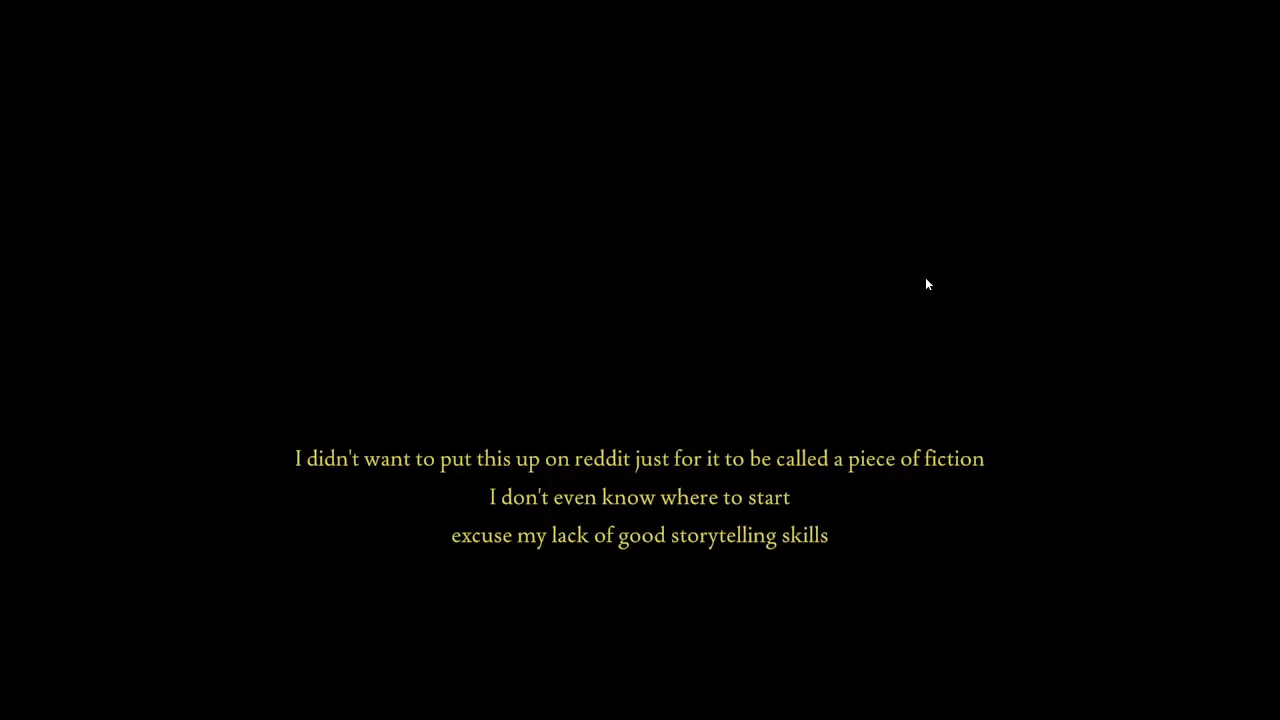 I didn't want to put this up on reddit just for it to be called a piece of fiction
I don't even know where to start
excuse my lack of good storytelling skills